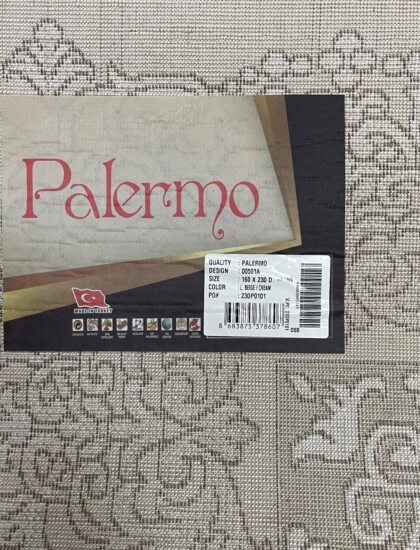 Palermo
QUALITY : PALERMO
DESIGN : 00501A
SIZE : 160 X 230 D
COLOR : L. BEIGE / CREAM
PO# : 230P0101
8 683875 378607
000
MADE IN TURKEY